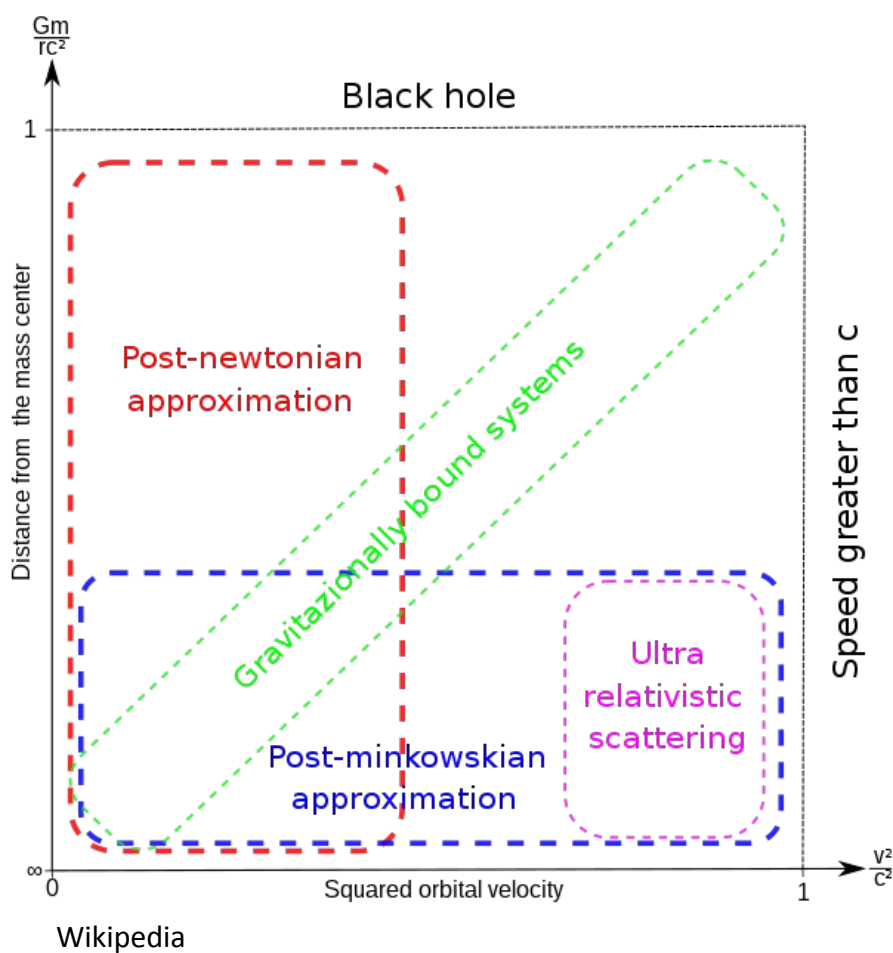 Gm
rc²
Black hole
1
Distance from the mass center
Post-newtonian
approximation
Gravitazionally bound systems
Speed greater than c
Ultra
relativistic
scattering
Post-minkowskian
approximation
∞
0
Squared orbital velocity
1
v²
c²
Wikipedia